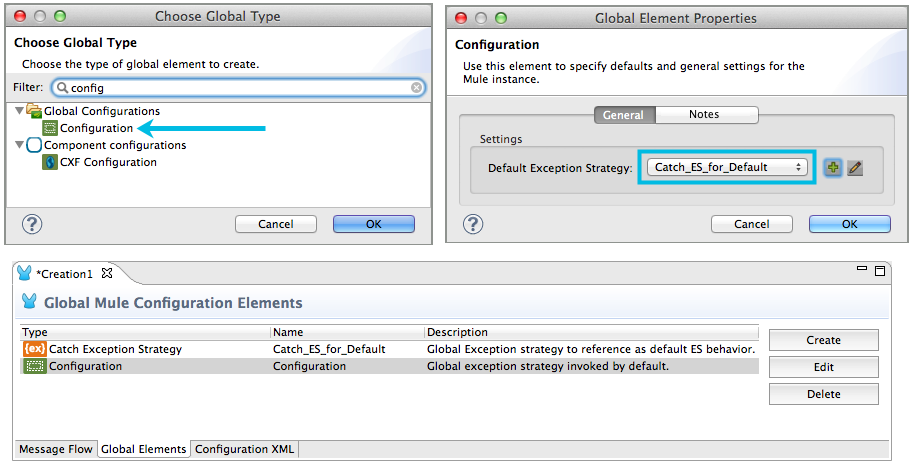 Choose Global Type
Choose Global Type
Choose the type of global element to create.
Filter: config
Global Configurations
Configuration
Component configurations
CXF Configuration
? Cancel OK
Global Element Properties
Configuration
Use this element to specify defaults and general settings for the
Mule instance.
General Notes
Settings
Default Exception Strategy: Catch_ES_for_Default
? Cancel OK
*Creation1
Global Mule Configuration Elements
Type Name Description
{ex} Catch Exception Strategy Catch_ES_for_Default Global Exception strategy to reference as default ES behavior.
Configuration Configuration Global exception strategy invoked by default.
Create
Edit
Delete
Message Flow Global Elements Configuration XML